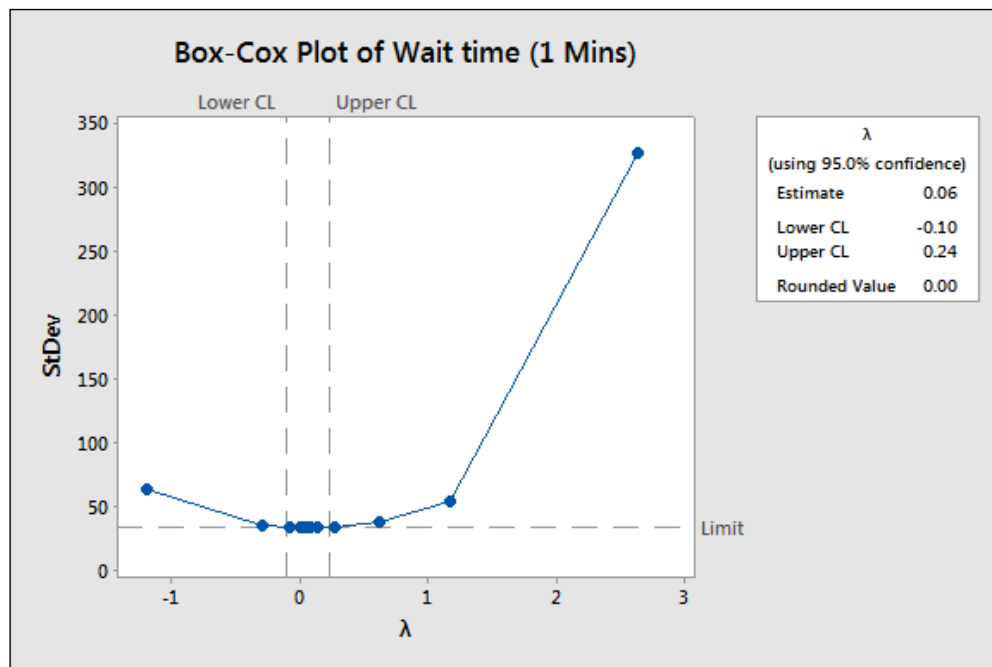 Box-Cox Plot of Wait time (1 Mins)
Lower CL Upper CL
350
300
250
200
150
100
50
0
StDev
Limit
-1 0 1 2 3
λ
λ
(using 95.0% confidence)
Estimate 0.06
Lower CL -0.10
Upper CL 0.24
Rounded Value 0.00